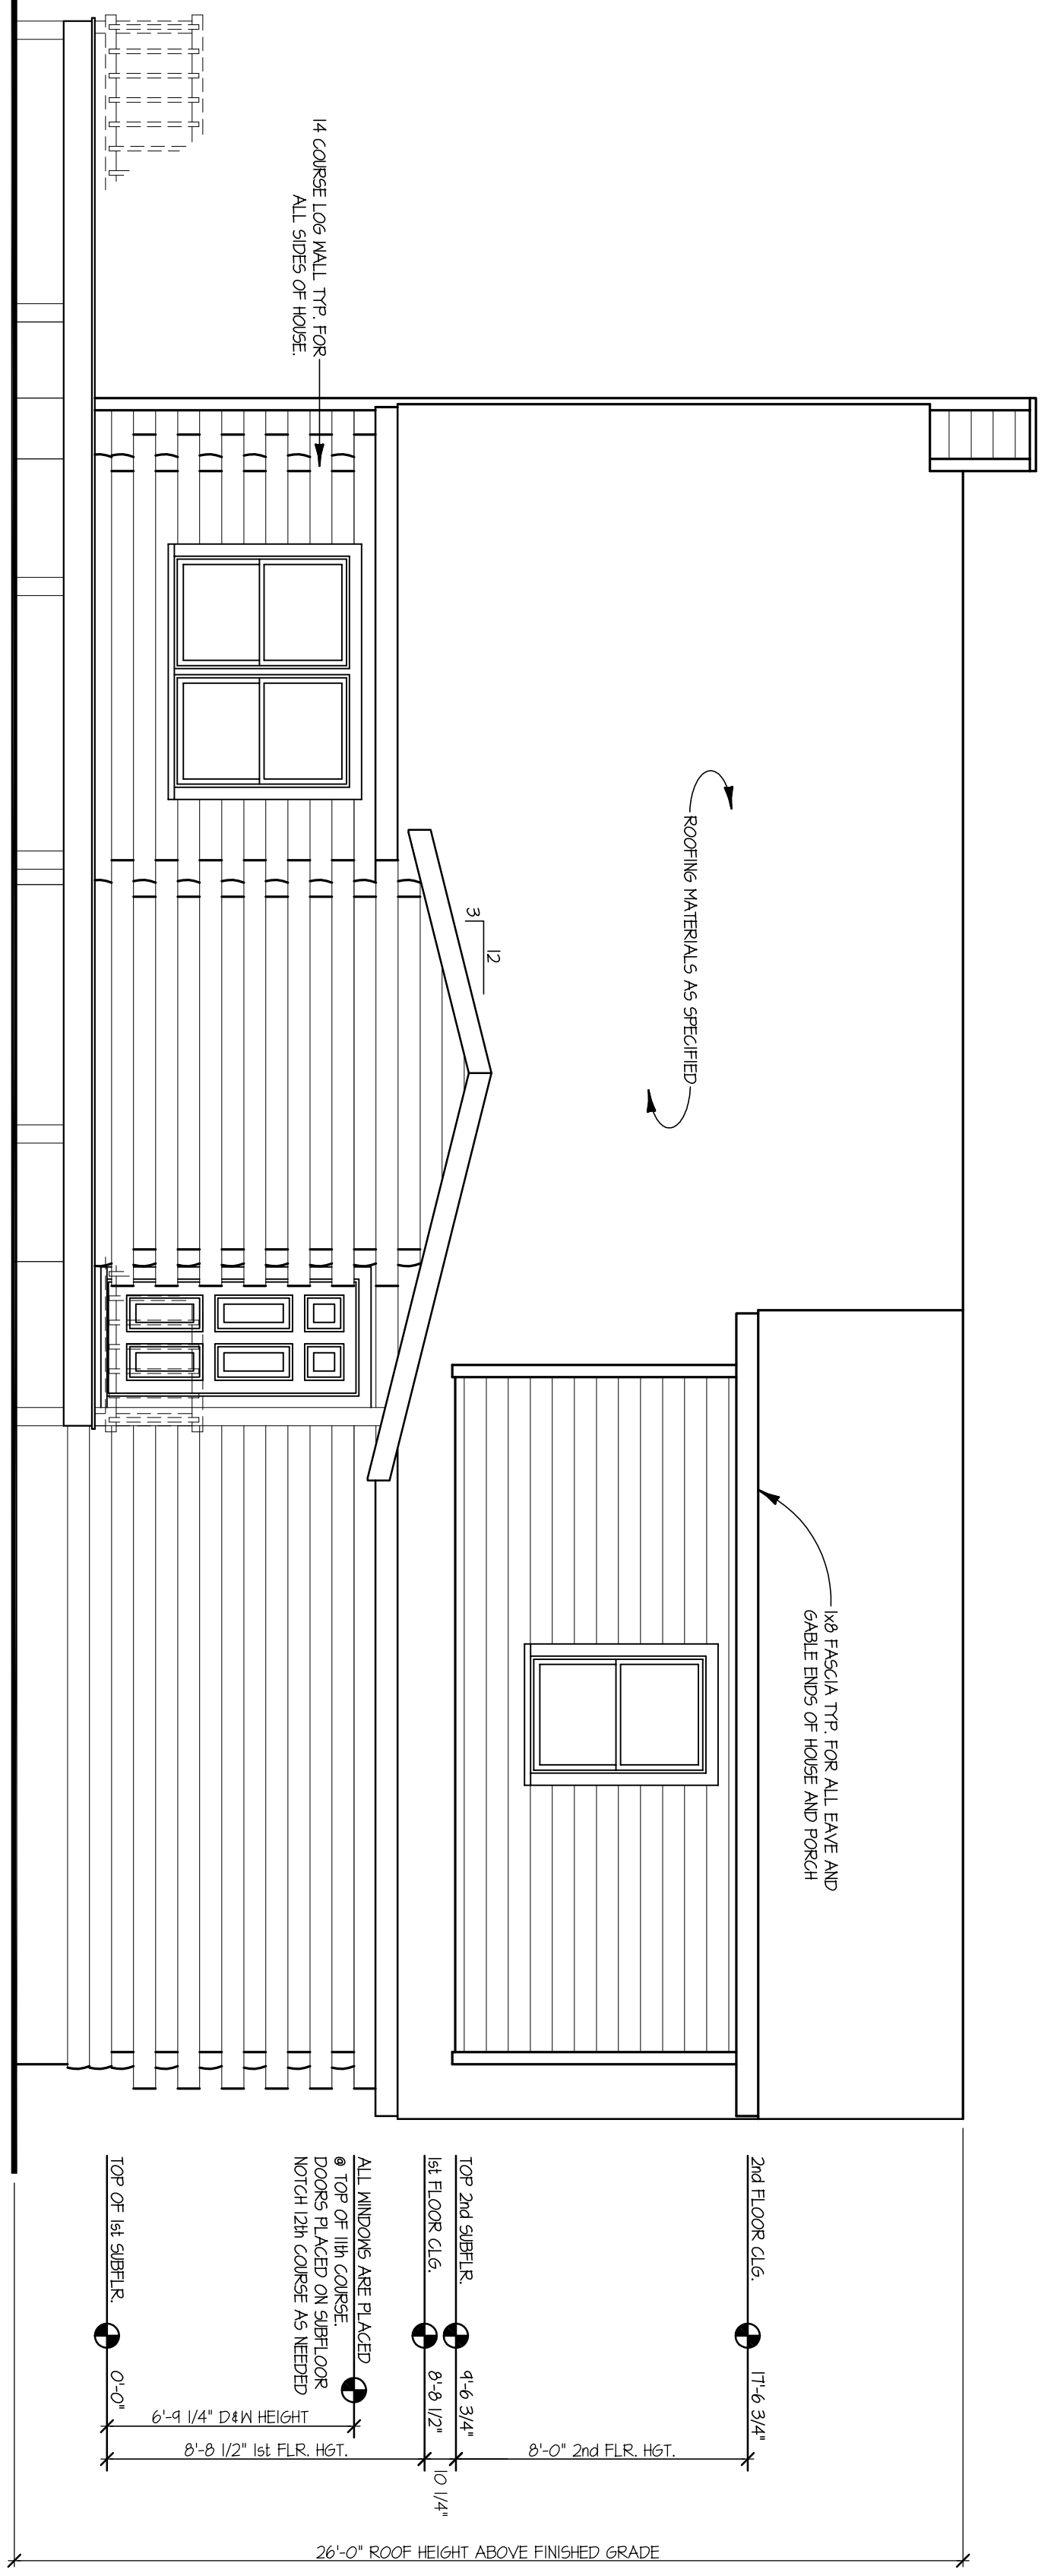 14 COURSE LOG WALL TYP. FOR
ALL SIDES OF HOUSE.
ROOFING MATERIALS AS SPECIFIED
3
12
1x8 FASCIA TYP. FOR ALL EAVE AND
GABLE ENDS OF HOUSE AND PORCH
2nd FLOOR CLG.
17'-6 3/4"
TOP 2nd SUBFLR.
9'-6 3/4"
1st FLOOR CLG.
8'-8 1/2"
ALL WINDOWS ARE PLACED
@ TOP OF 11th COURSE.
DOORS PLACED ON SUBFLOOR
NOTCH 12th COURSE AS NEEDED
TOP OF 1st SUBFLR.
0'-0"
6'-9 1/4" D&W HEIGHT
8'-8 1/2" 1st FLR. HGT.
10 1/4"
8'-0" 2nd FLR. HGT.
26'-0" ROOF HEIGHT ABOVE FINISHED GRADE